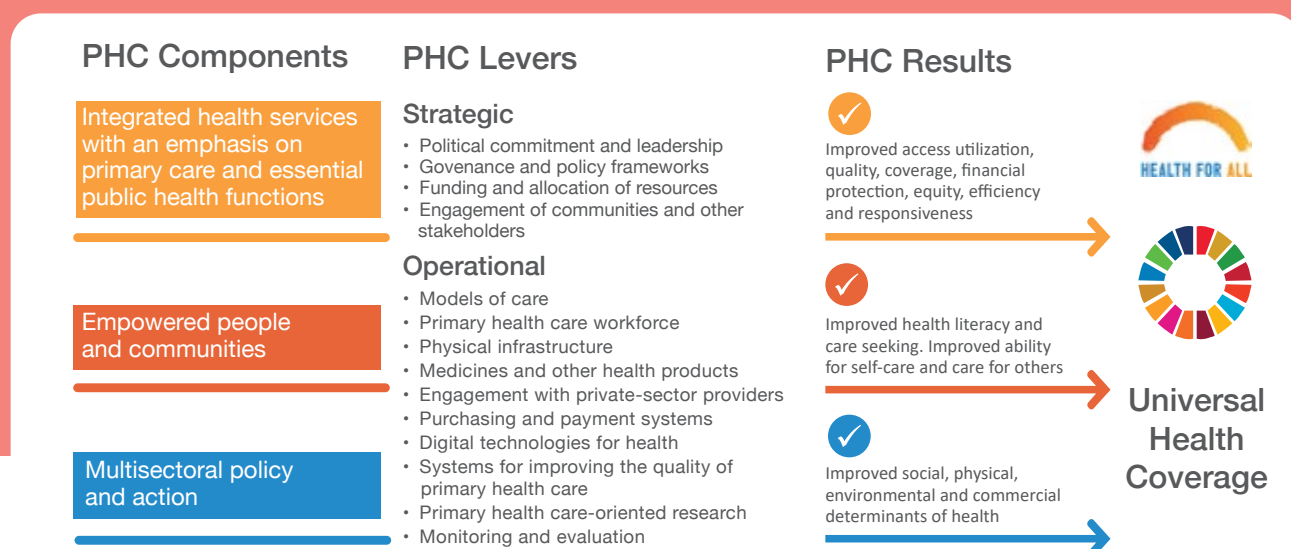 PHC Components
Integrated health services
with an emphasis on
primary care and essential
public health functions
Empowered people
and communities
Multisectoral policy
and action
PHC Levers
Strategic
• Political commitment and leadership
• Govenance and policy frameworks
• Funding and allocation of resources
• Engagement of communities and other
stakeholders
Operational
• Models of care
• Primary health care workforce
• Physical infrastructure
• Medicines and other health products
• Engagement with private-sector providers
• Purchasing and payment systems
• Digital technologies for health
• Systems for improving the quality of
primary health care
• Primary health care-oriented research
• Monitoring and evaluation
PHC Results
Improved access utilization,
quality, coverage, financial
protection, equity, efficiency
and responsiveness
Improved health literacy and
care seeking. Improved ability
for self-care and care for others
Improved social, physical,
environmental and commercial
determinants of health
HEALTH FOR ALL
Universal
Health
Coverage